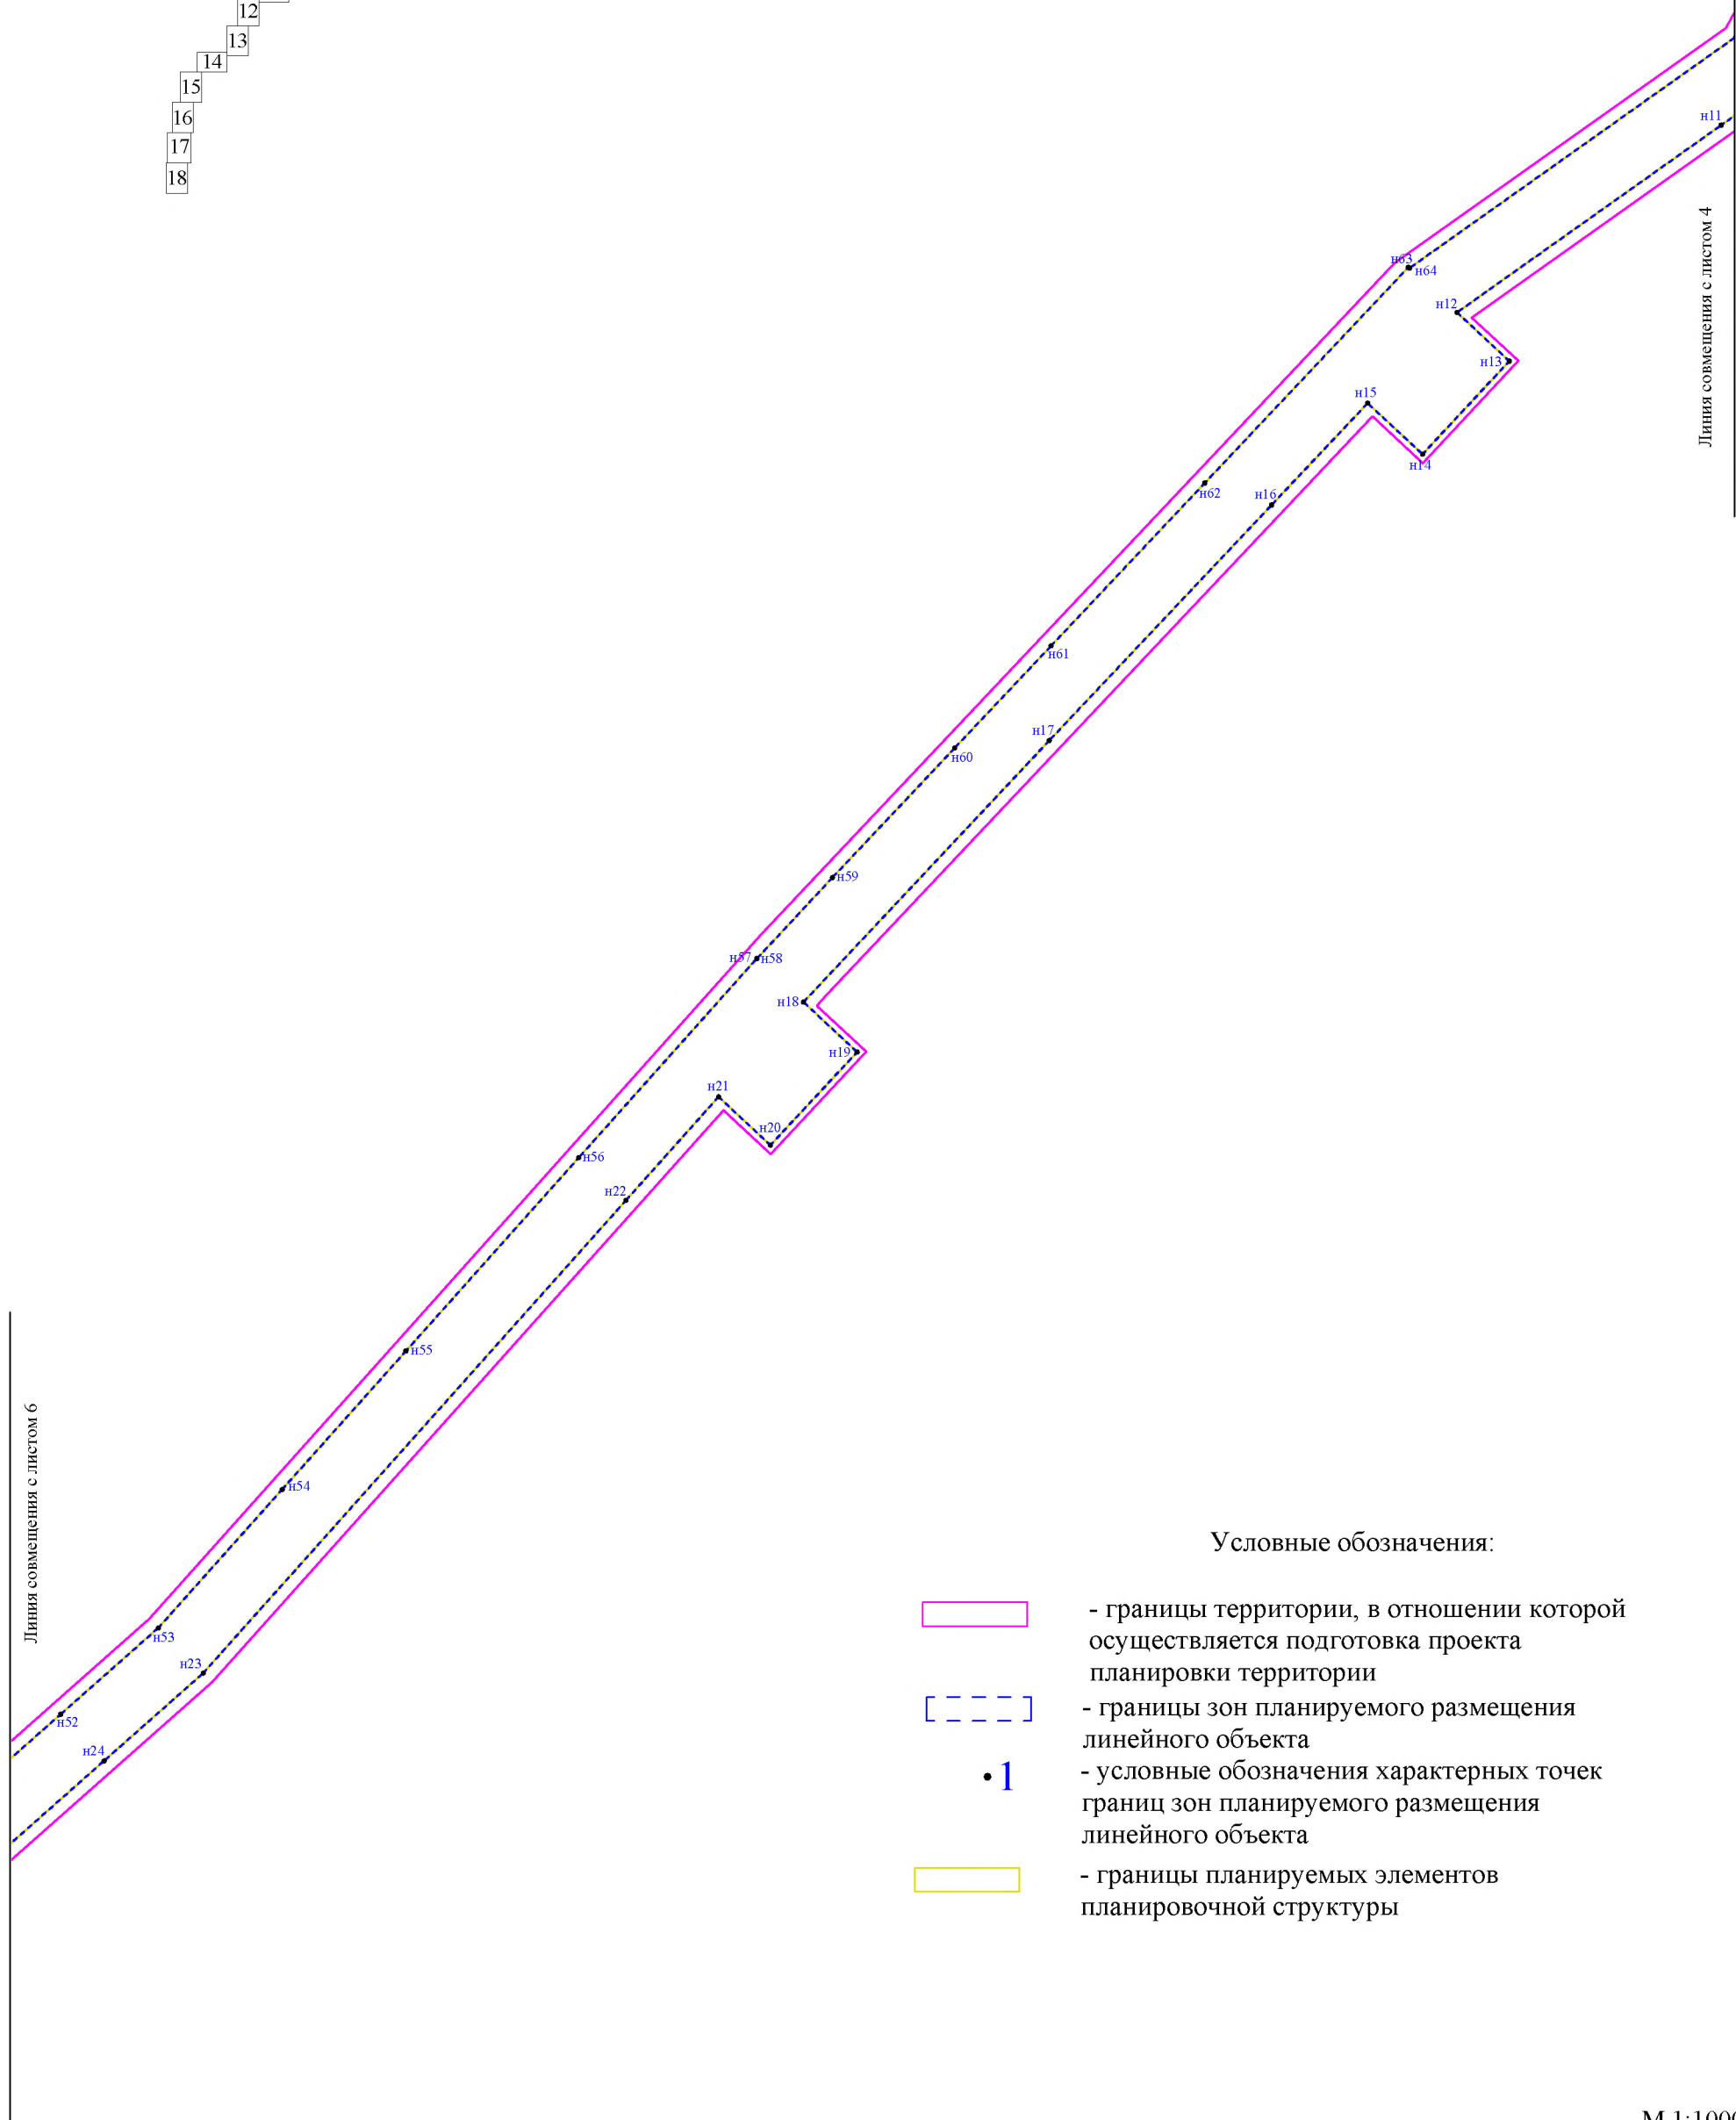 12
13
14
15
16
17
18
н11
Линия совмещения с листом 4
н63
н64
н12
н13
н15
н14
н62
н16
н61
н17
н60
н59
н57
н58
н18
н19
н21
н20
н56
н22
н55
Линия совмещения с листом 6
н54
н53
н23
н52
н24
Условные обозначения:
- границы территории, в отношении которой
осуществляется подготовка проекта
планировки территории
- границы зон планируемого размещения
линейного объекта
1
- условные обозначения характерных точек
границ зон планируемого размещения
линейного объекта
- границы планируемых элементов
планировочной структуры